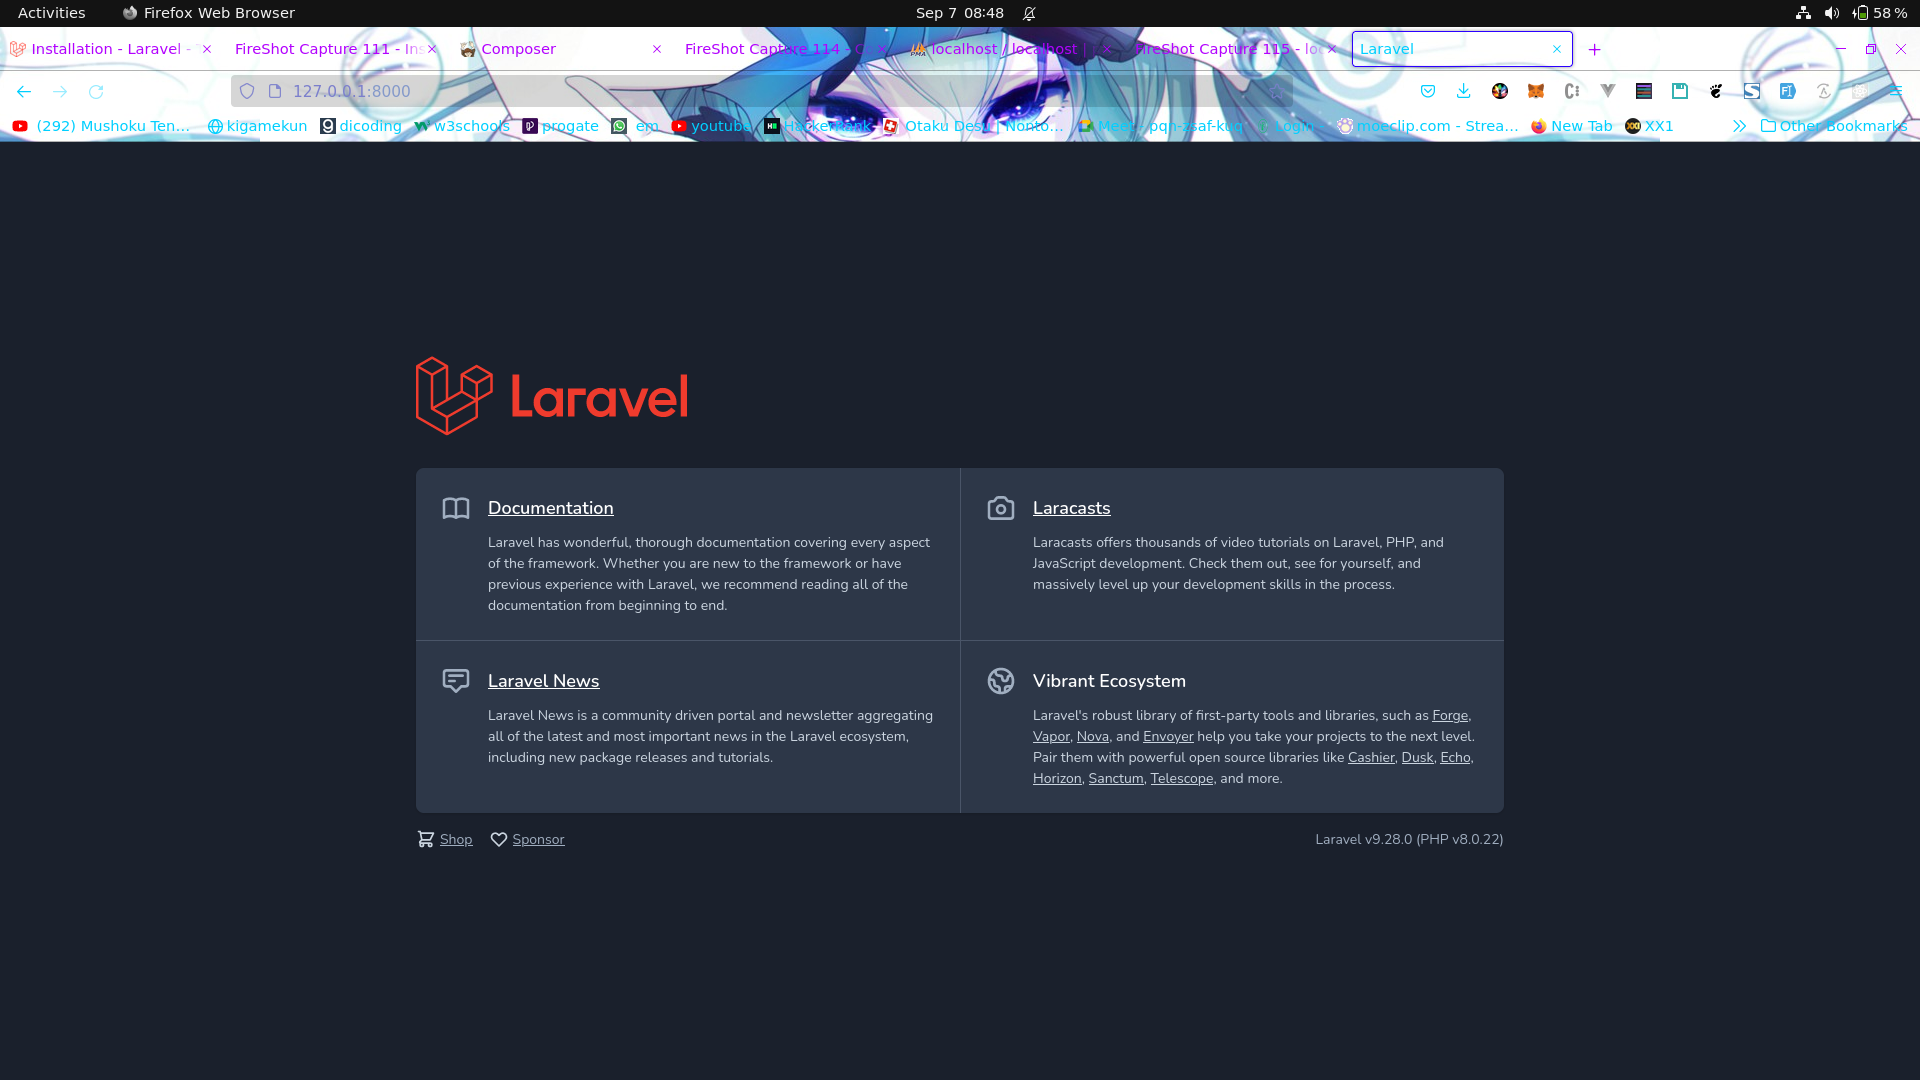 Activities Firefox Web Browser Sep 7 08:48 58 %
Installation - Laravel - FireShot Capture 111 - Ins Composer FireShot Capture 114 - localhost / localhost | FireShot Capture 115 - loc Laravel
127.0.0.1:8000
(292) Mushoku Ten... kigamekun dicoding w3schools progate em youtube HackerRank Otaku Desu | Nonto... Meet - pqn-zsaf-kuq Login moeclip.com - Strea... New Tab XX1 Other Bookmarks
Laravel
Documentation
Laravel has wonderful, thorough documentation covering every aspect
of the framework. Whether you are new to the framework or have
previous experience with Laravel, we recommend reading all of the
documentation from beginning to end.
Laracasts
Laracasts offers thousands of video tutorials on Laravel, PHP, and
JavaScript development. Check them out, see for yourself, and
massively level up your development skills in the process.
Laravel News
Laravel News is a community driven portal and newsletter aggregating
all of the latest and most important news in the Laravel ecosystem,
including new package releases and tutorials.
Vibrant Ecosystem
Laravel's robust library of first-party tools and libraries, such as Forge,
Vapor, Nova, and Envoyer help you take your projects to the next level.
Pair them with powerful open source libraries like Cashier, Dusk, Echo,
Horizon, Sanctum, Telescope, and more.
Shop Sponsor Laravel v9.28.0 (PHP v8.0.22)